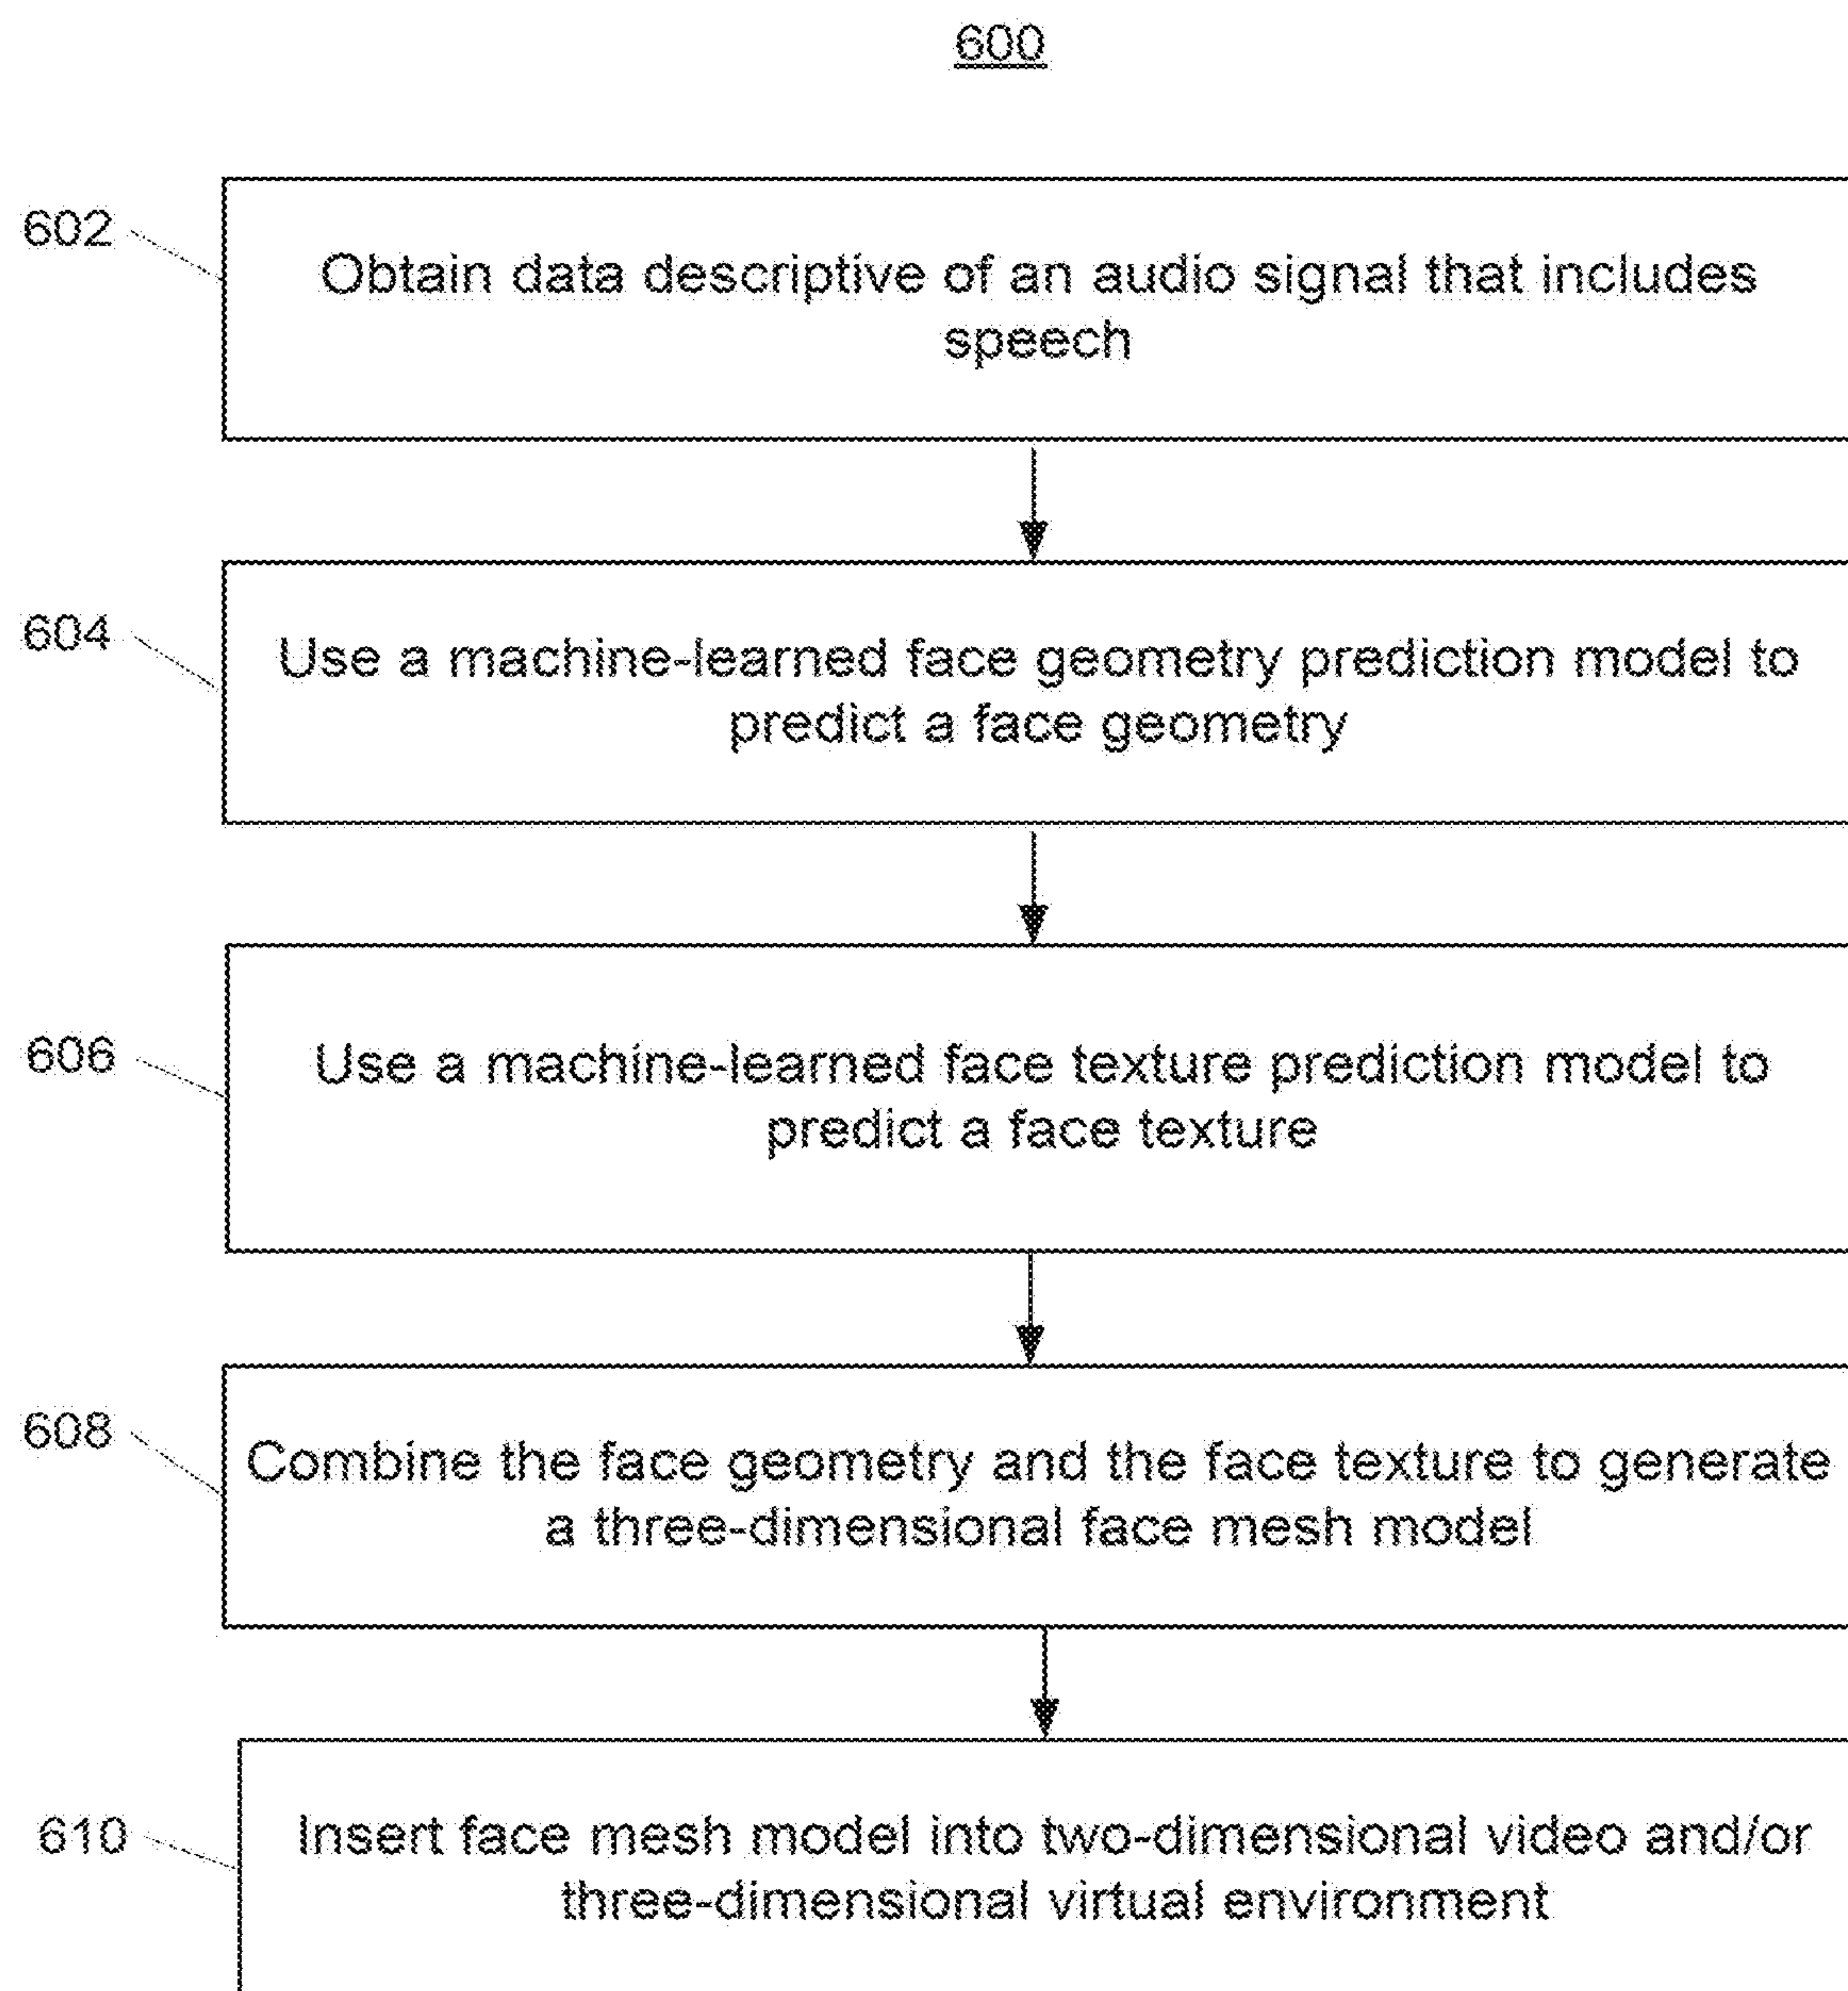 600
602
Obtain data descriptive of an audio signal that includes
speech
604
Use a machine-learned face geometry prediction model to
predict a face geometry
606
Use a machine-learned face texture prediction model to
predict a face texture
608
Combine the face geometry and the face texture to generate
a three-dimensional face mesh model
610
Insert face mesh model into two-dimensional video and/or
three-dimensional virtual environment